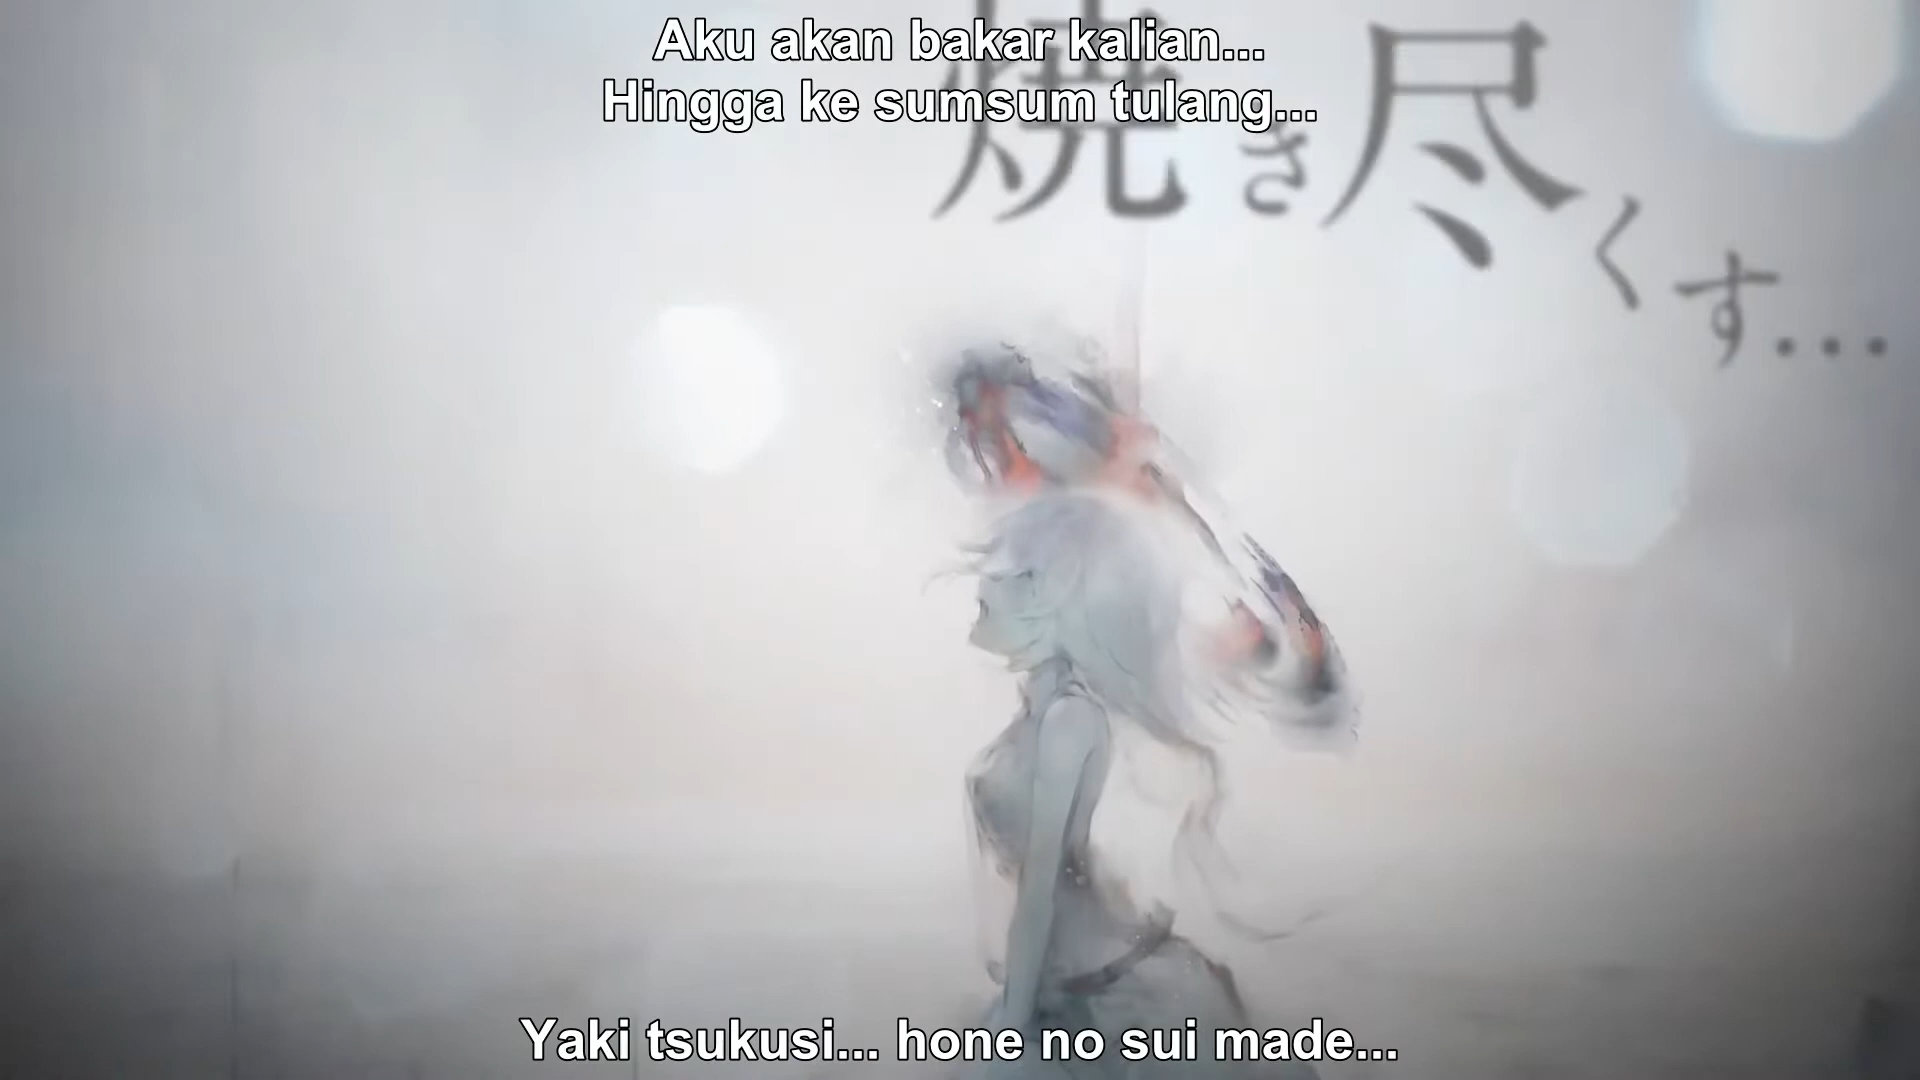 Aku akan bakar kalian...
Hingga ke sumsum tulang...
焼き尽くす...
Yaki tsukusi... hone no sui made...